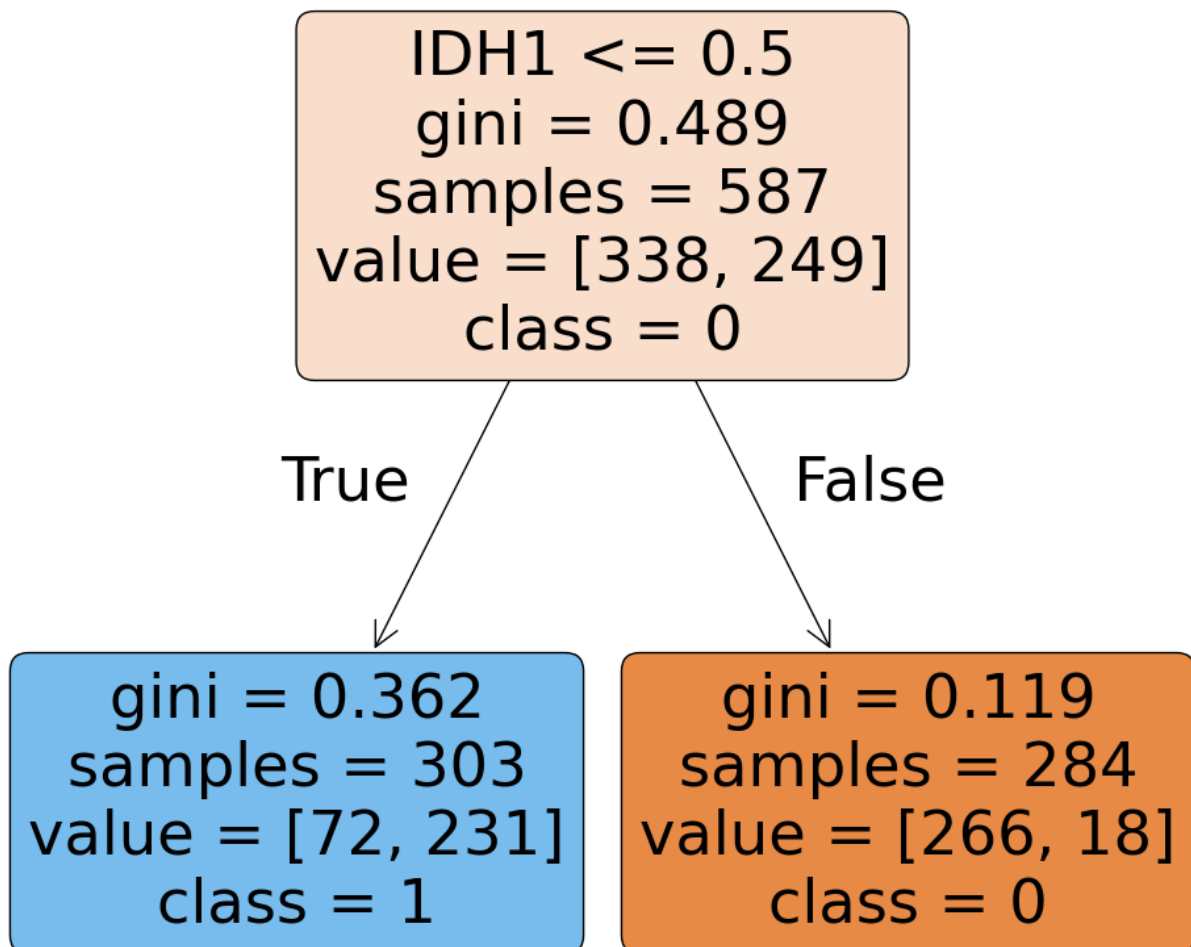 IDH1 <= 0.5
gini = 0.489
samples = 587
value = [338, 249]
class = 0
True
False
gini = 0.362
samples = 303
value = [72, 231]
class = 1
gini = 0.119
samples = 284
value = [266, 18]
class = 0